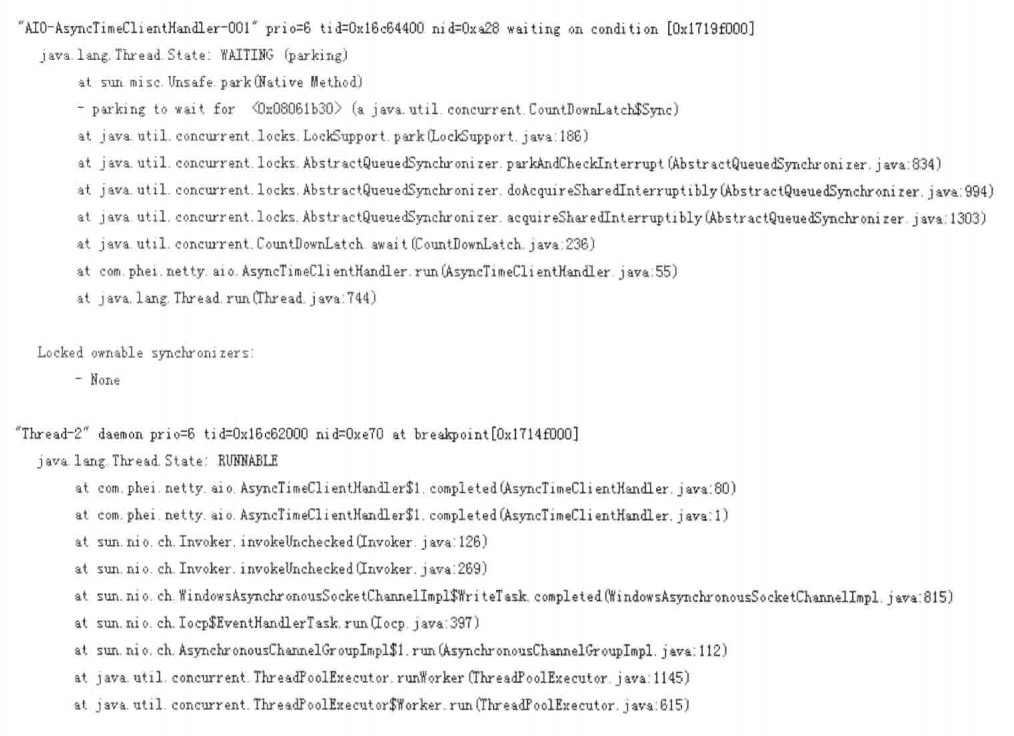 "AIO-AsyncTimeClientHandler-001" prio=6 tid=0x16c64400 nid=0xa28 waiting on condition [0x1719f000]
java.lang.Thread.State: WAITING (parking)
at sun.misc.Unsafe.park(Native Method)
- parking to wait for <0x08061b30> (a java.util.concurrent.CountDownLatch$Sync)
at java.util.concurrent.locks.LockSupport.park(LockSupport.java:186)
at java.util.concurrent.locks.AbstractQueuedSynchronizer.parkAndCheckInterrupt(AbstractQueuedSynchronizer.java:834)
at java.util.concurrent.locks.AbstractQueuedSynchronizer.doAcquireSharedInterruptibly(AbstractQueuedSynchronizer.java:994)
at java.util.concurrent.locks.AbstractQueuedSynchronizer.acquireSharedInterruptibly(AbstractQueuedSynchronizer.java:1303)
at java.util.concurrent.CountDownLatch.await(CountDownLatch.java:236)
at com.phei.netty.aio.AsyncTimeClientHandler.run(AsyncTimeClientHandler.java:55)
at java.lang.Thread.run(Thread.java:744)
Locked ownable synchronizers:
- None
"Thread-2" daemon prio=6 tid=0x16c62000 nid=0xe70 at breakpoint[0x1714f000]
java.lang.Thread.State: RUNNABLE
at com.phei.netty.aio.AsyncTimeClientHandler$1.completed(AsyncTimeClientHandler.java:80)
at com.phei.netty.aio.AsyncTimeClientHandler$1.completed(AsyncTimeClientHandler.java:1)
at sun.nio.ch.Invoker.invokeUnchecked(Invoker.java:126)
at sun.nio.ch.Invoker.invokeUnchecked(Invoker.java:269)
at sun.nio.ch.WindowsAsynchronousSocketChannelImpl$WriteTask.completed(WindowsAsynchronousSocketChannelImpl.java:815)
at sun.nio.ch.Iocp$EventHandlerTask.run(Iocp.java:397)
at sun.nio.ch.AsynchronousChannelGroupImpl$1.run(AsynchronousChannelGroupImpl.java:112)
at java.util.concurrent.ThreadPoolExecutor.runWorker(ThreadPoolExecutor.java:1145)
at java.util.concurrent.ThreadPoolExecutor$Worker.run(ThreadPoolExecutor.java:615)